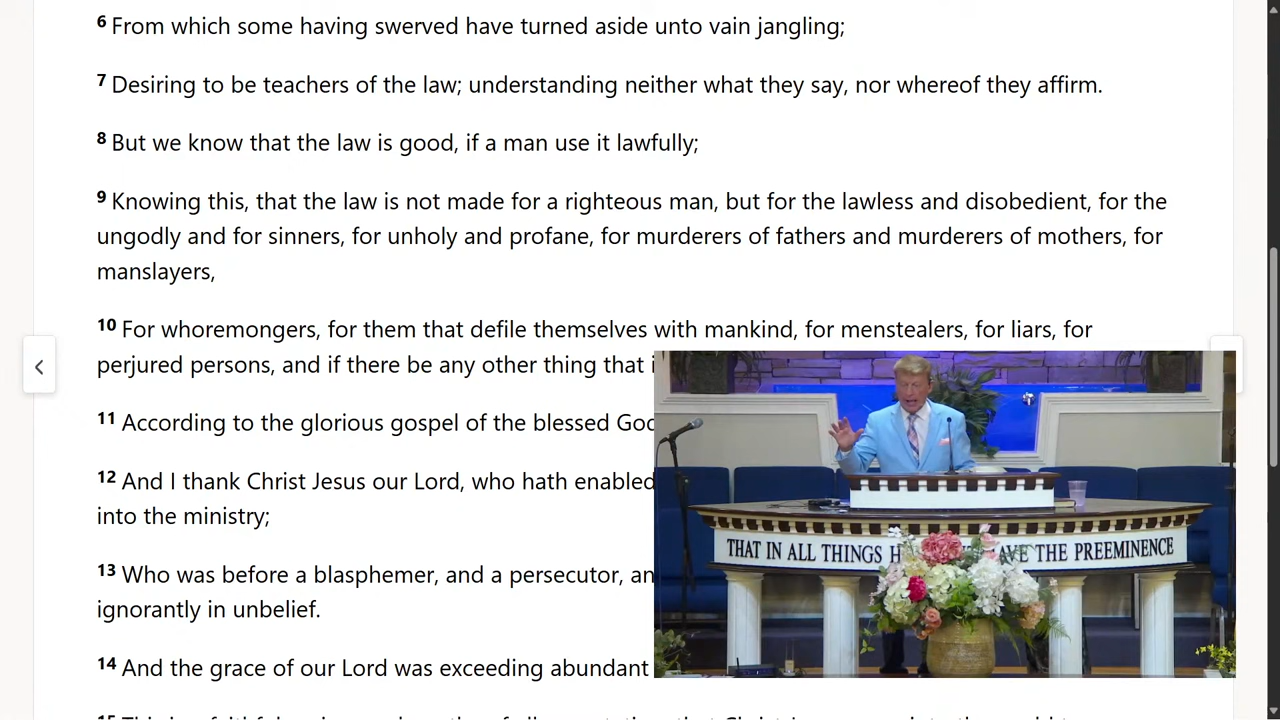 6 From which some having swerved have turned aside unto vain jangling;
7 Desiring to be teachers of the law; understanding neither what they say, nor whereof they affirm.
8 But we know that the law is good, if a man use it lawfully;
9 Knowing this, that the law is not made for a righteous man, but for the lawless and disobedient, for the
ungodly and for sinners, for unholy and profane, for murderers of fathers and murderers of mothers, for
manslayers,
10 For whoremongers, for them that defile themselves with mankind, for menstealers, for liars, for
perjured persons, and if there be any other thing that
11 According to the glorious gospel of the blessed
12 And I thank Christ Jesus our Lord, who hath enabled
into the ministry;
13 Who was before a blasphemer, and a persecutor,
ignorantly in unbelief.
14 And the grace of our Lord was exceeding abundant
THAT IN ALL THINGS THE PREEMINENCE